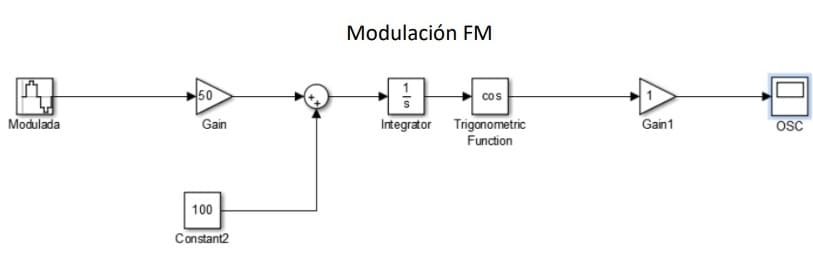 Modulación FM
Modulada
50
Gain
+
+
1
s
Integrator
cos
Trigonometric
Function
1
Gain1
OSC
100
Constant2